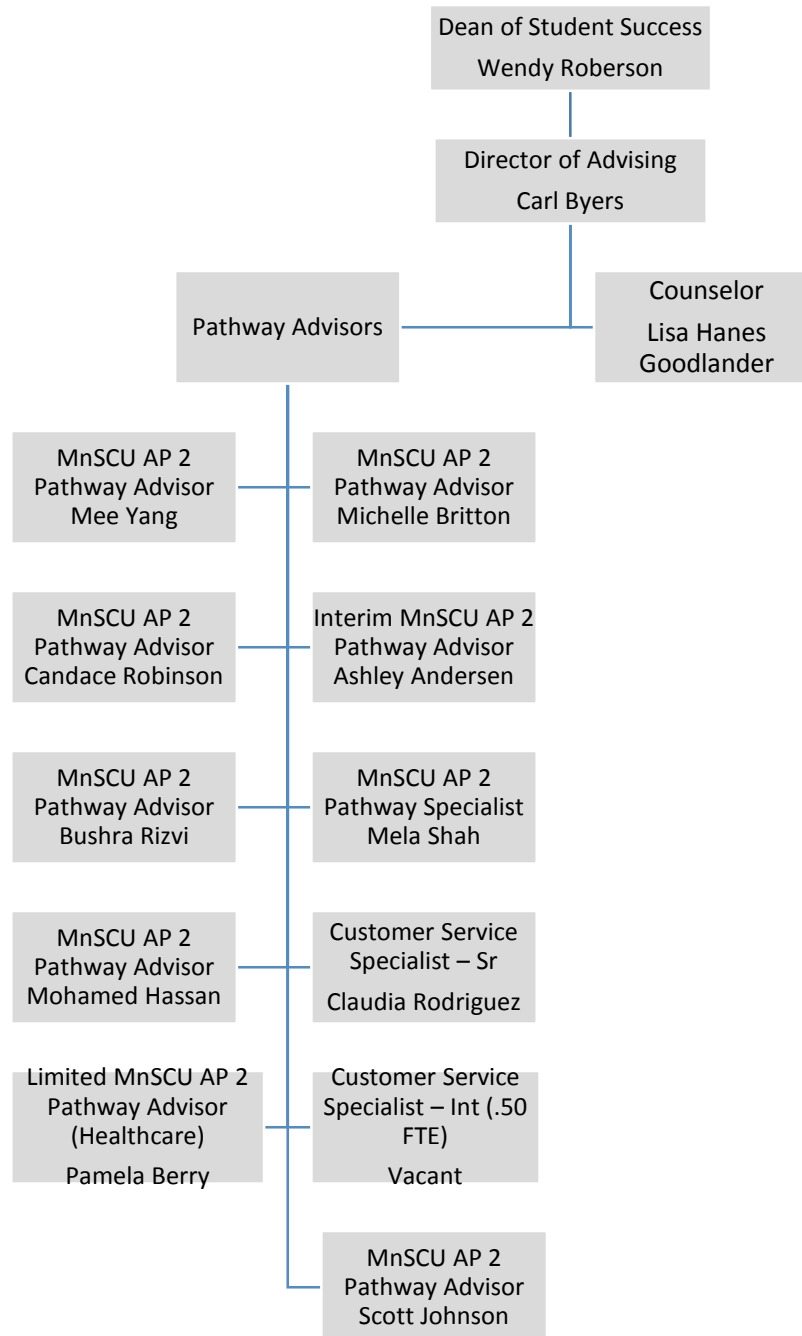 Dean of Student Success
Wendy Roberson
Director of Advising
Carl Byers
Pathway Advisors
Counselor
Lisa Hanes
Goodlander
MnSCU AP 2
Pathway Advisor
Mee Yang
MnSCU AP 2
Pathway Advisor
Michelle Britton
MnSCU AP 2
Pathway Advisor
Candace Robinson
Interim MnSCU AP 2
Pathway Advisor
Ashley Andersen
MnSCU AP 2
Pathway Advisor
Bushra Rizvi
MnSCU AP 2
Pathway Specialist
Mela Shah
MnSCU AP 2
Pathway Advisor
Mohamed Hassan
Customer Service
Specialist – Sr
Claudia Rodriguez
Limited MnSCU AP 2
Pathway Advisor
(Healthcare)
Pamela Berry
Customer Service
Specialist – Int (.50
FTE)
Vacant
MnSCU AP 2
Pathway Advisor
Scott Johnson